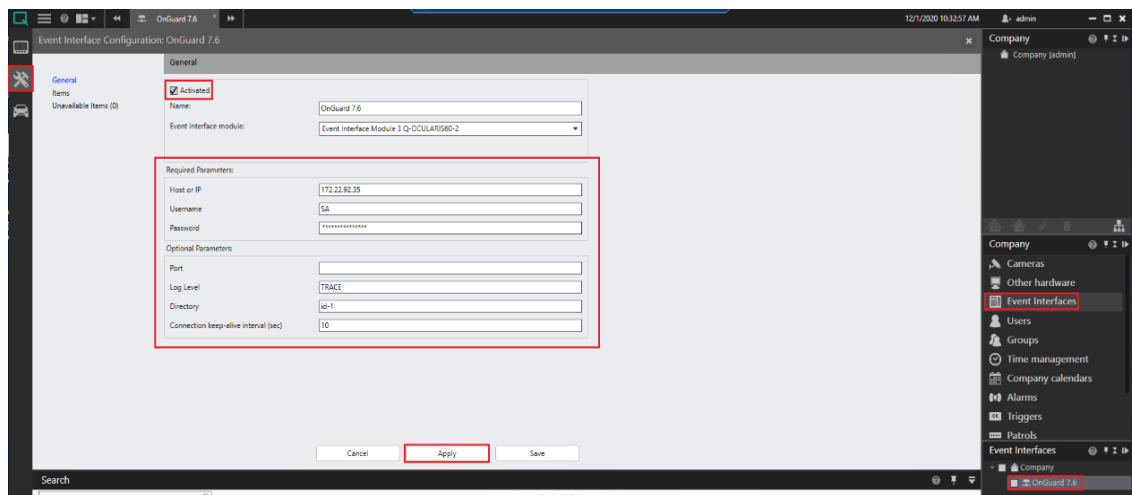 OnGuard 7.6
12/1/2020 10:32:57 AM
admin
Event Interface Configuration: OnGuard 7.6
General
Items
Unavailable Items (0)
General
Activated
Name:
OnGuard 7.6
Event Interface module:
Event Interface Module 3 Q-OCULARIS60-2
Required Parameters:
Host or IP
172.22.92.35
Username
SA
Password
***************
Optional Parameters:
Port
Log Level
TRACE
Directory
id-1
Connection keep-alive interval (sec)
10
Cancel
Apply
Save
Search
Company
Company [admin]
Company
Cameras
Other hardware
Event Interfaces
Users
Groups
Time management
Company calendars
Alarms
Triggers
Patrols
Event Interfaces
Company
OnGuard 7.6